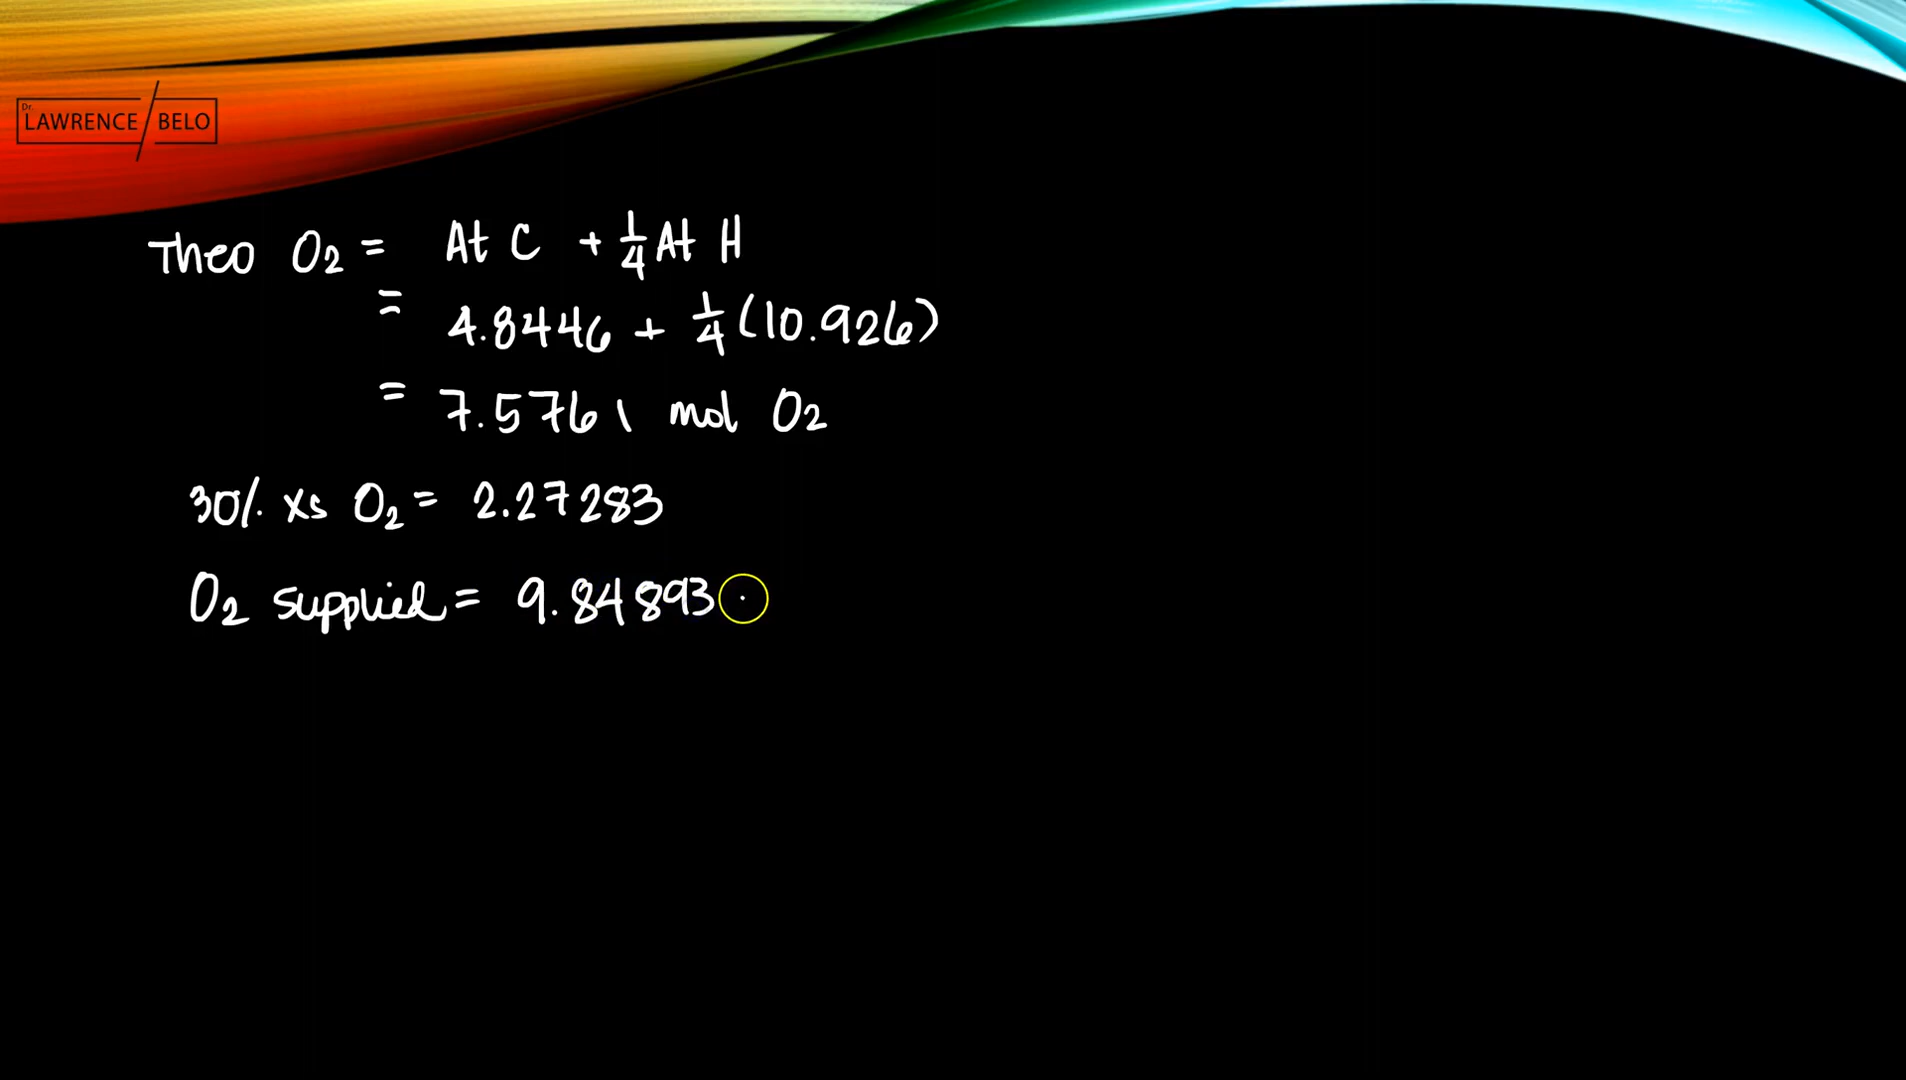 Dr.
LAWRENCE BELO
Theo O2 = At C + 1/4 At H
= 4.8446 + 1/4 (10.926)
= 7.5761 mol O2
30% xs O2 = 2.27283
O2 supplied = 9.84893